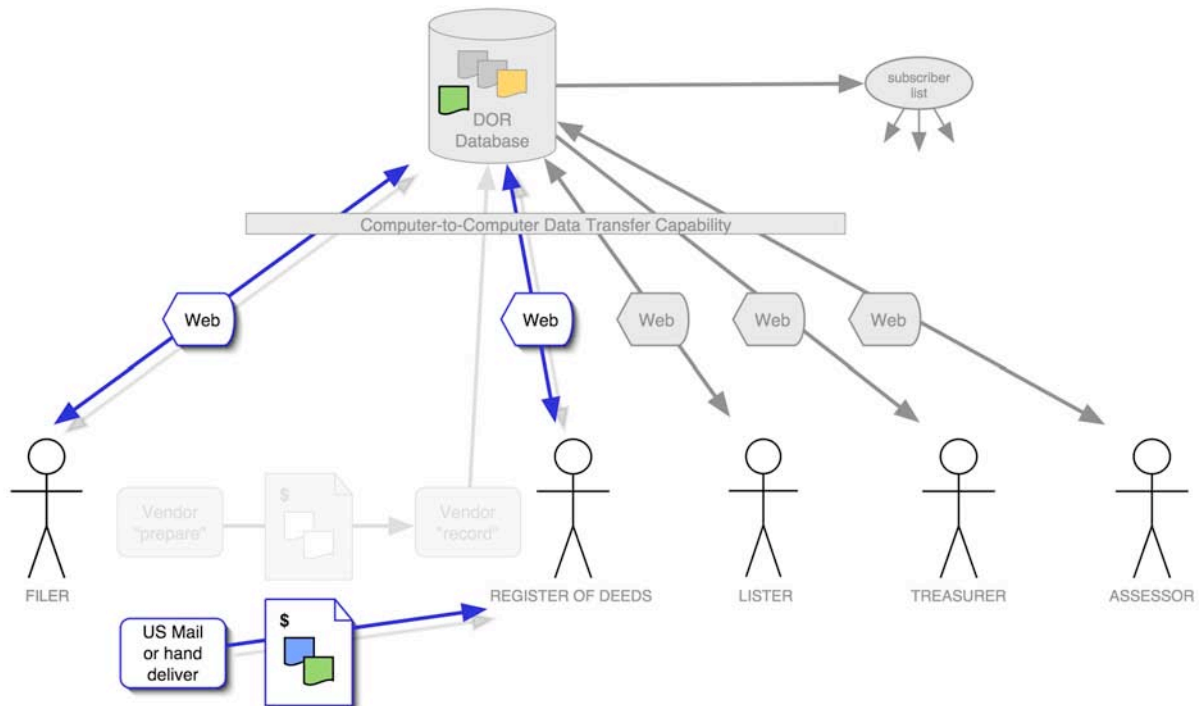 DOR
Database
subscriber
list
Computer-to-Computer Data Transfer Capability
Web
Web
Web
Web
Web
Vendor
"prepare"
$
Vendor
"record"
FILER
REGISTER OF DEEDS
LISTER
TREASURER
ASSESSOR
US Mail
or hand
deliver
$